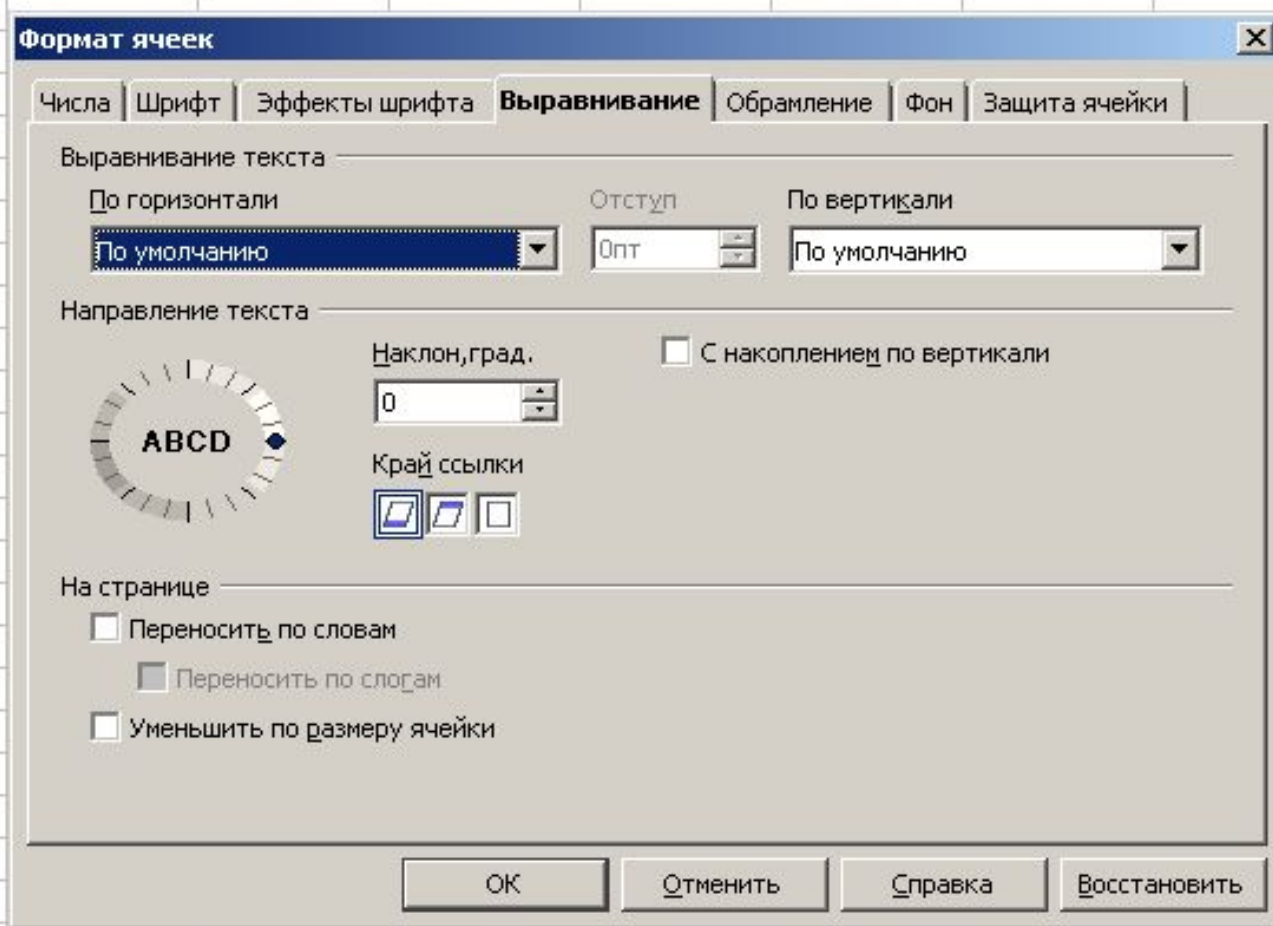 Формат ячеек
Числа Шрифт Эффекты шрифта Выравнивание Обрамление Фон Защита ячейки
Выравнивание текста
По горизонтали Отступ По вертикали
По умолчанию 0пт По умолчанию
Направление текста
Наклон,град. С накоплением по вертикали
0
ABCD
Край ссылки
На странице
Переносить по словам
Переносить по слогам
Уменьшить по размеру ячейки
ОК Отменить Справка Восстановить